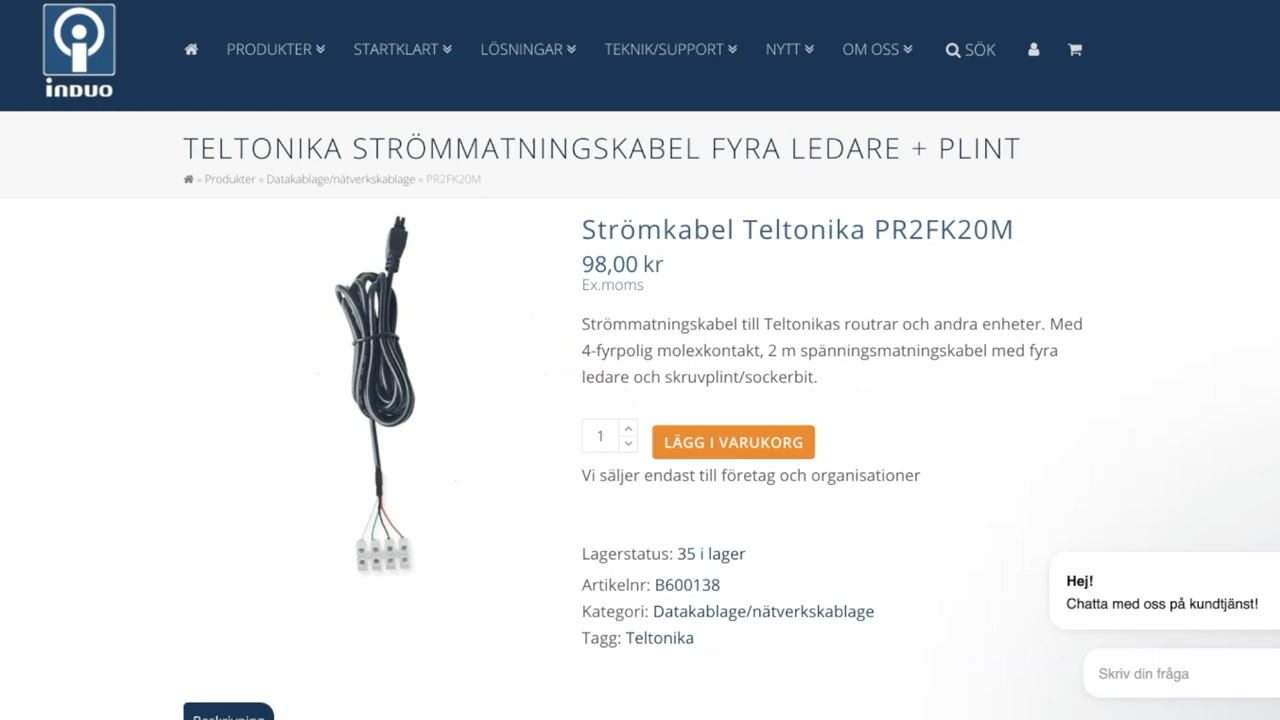 INDUO
PRODUKTER STARTKLART LÖSNINGAR TEKNIK/SUPPORT NYTT OM OSS SÖK
TELTONIKA STRÖMMATNINGSKABEL FYRA LEDARE + PLINT
» Produkter » Datakablage/nätverkskablage » PR2FK20M
Strömkabel Teltonika PR2FK20M
98,00 kr
Ex.moms
Strömmatningskabel till Teltonikas routrar och andra enheter. Med
4-fyrpolig molexkontakt, 2 m spänningsmatningskabel med fyra
ledare och skruvplint/sockerbit.
1 LÄGG I VARUKORG
Vi säljer endast till företag och organisationer
Lagerstatus: 35 i lager
Artikelnr: B600138
Kategori: Datakablage/nätverkskablage
Tagg: Teltonika
Hej!
Chatta med oss på kundtjänst!
Skriv din fråga
Beskrivning